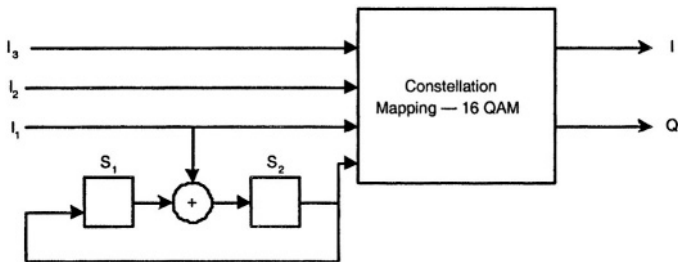 I3
I
I2
Constellation
Mapping — 16 QAM
I1
Q
S1
S2
+